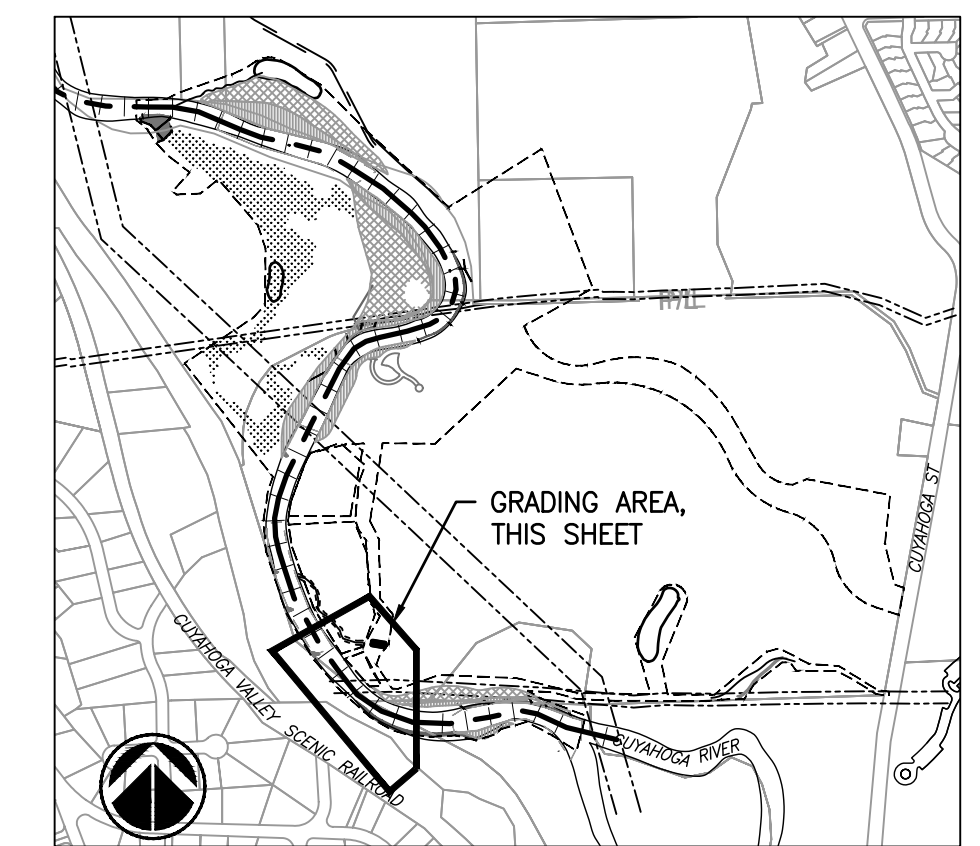 GRADING AREA,
THIS SHEET
CUYAHOGA ST
CUYAHOGA VALLEY SCENIC RAILROAD
CUYAHOGA RIVER